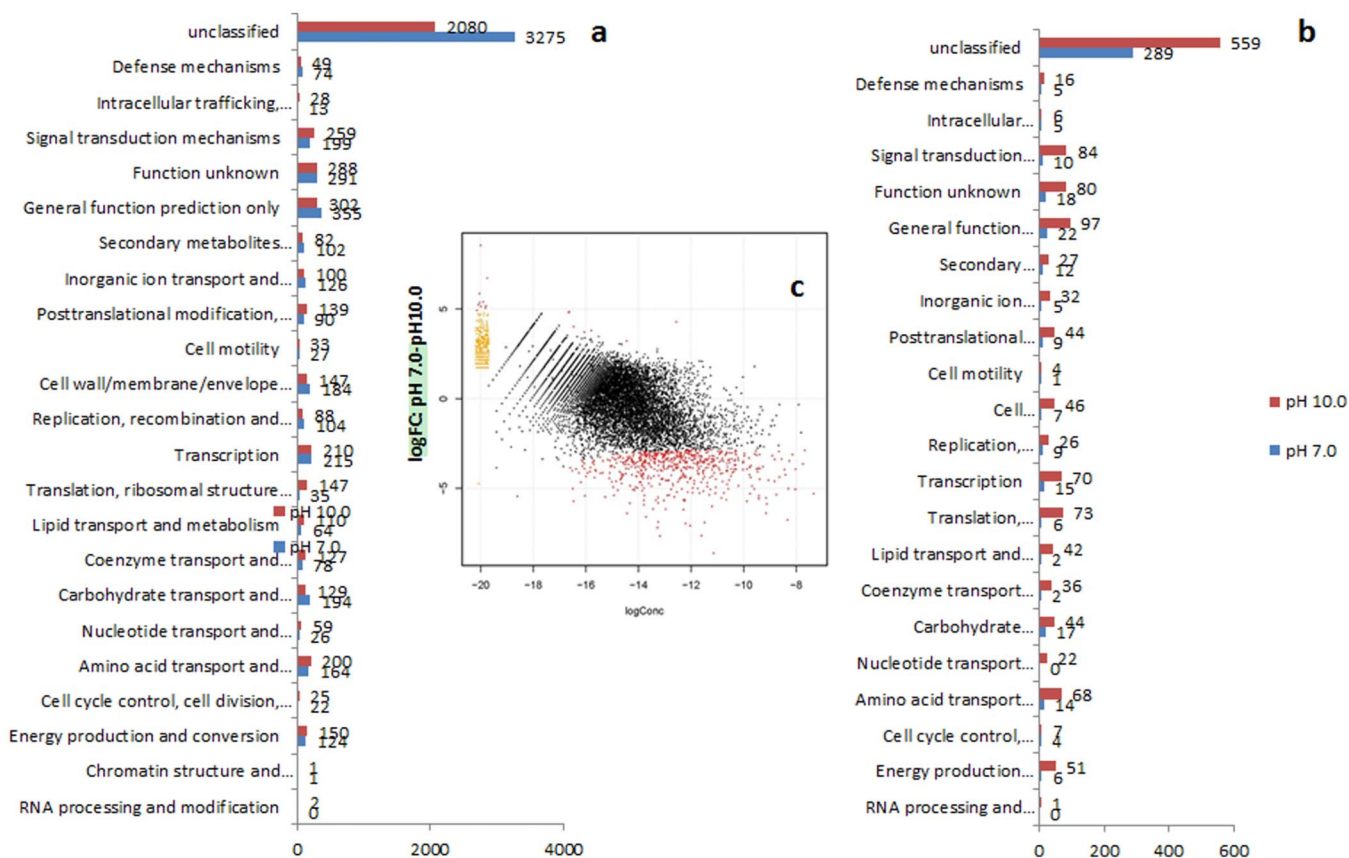 a
unclassified 2080 3275
Defense mechanisms 49 74
Intracellular trafficking,... 28 13
Signal transduction mechanisms 259 199
Function unknown 288 291
General function prediction only 302 355
Secondary metabolites... 82 102
Inorganic ion transport and... 100 126
Posttranslational modification,... 139 90
Cell motility 33 27
Cell wall/membrane/envelope... 147 184
Replication, recombination and... 88 104
Transcription 210 215
Translation, ribosomal structure... 147 35
Lipid transport and metabolism 110 64
Coenzyme transport and... 127 78
Carbohydrate transport and... 129 194
Nucleotide transport and... 59 26
Amino acid transport and... 200 164
Cell cycle control, cell division,... 25 22
Energy production and conversion 150 124
Chromatin structure and... 1 1
RNA processing and modification 2 0
0 2000 4000
pH 10.0
pH 7.0
c
logFC: pH 7.0-pH10.0
5
0
−5
−20 −18 −16 −14 −12 −10 −8
logConc
b
unclassified 559 289
Defense mechanisms 16 5
Intracellular... 6 5
Signal transduction... 84 10
Function unknown 80 18
General function... 97 22
Secondary... 27 12
Inorganic ion... 32 5
Posttranslational... 44 9
Cell motility 4 1
Cell... 46 7
Replication,... 26 9
Transcription 70 15
Translation,... 73 6
Lipid transport and... 42 2
Coenzyme transport... 36 2
Carbohydrate... 44 17
Nucleotide transport... 22 0
Amino acid transport... 68 14
Cell cycle control,... 7 4
Energy production... 51 6
RNA processing and... 1 0
0 200 400 600
pH 10.0
pH 7.0